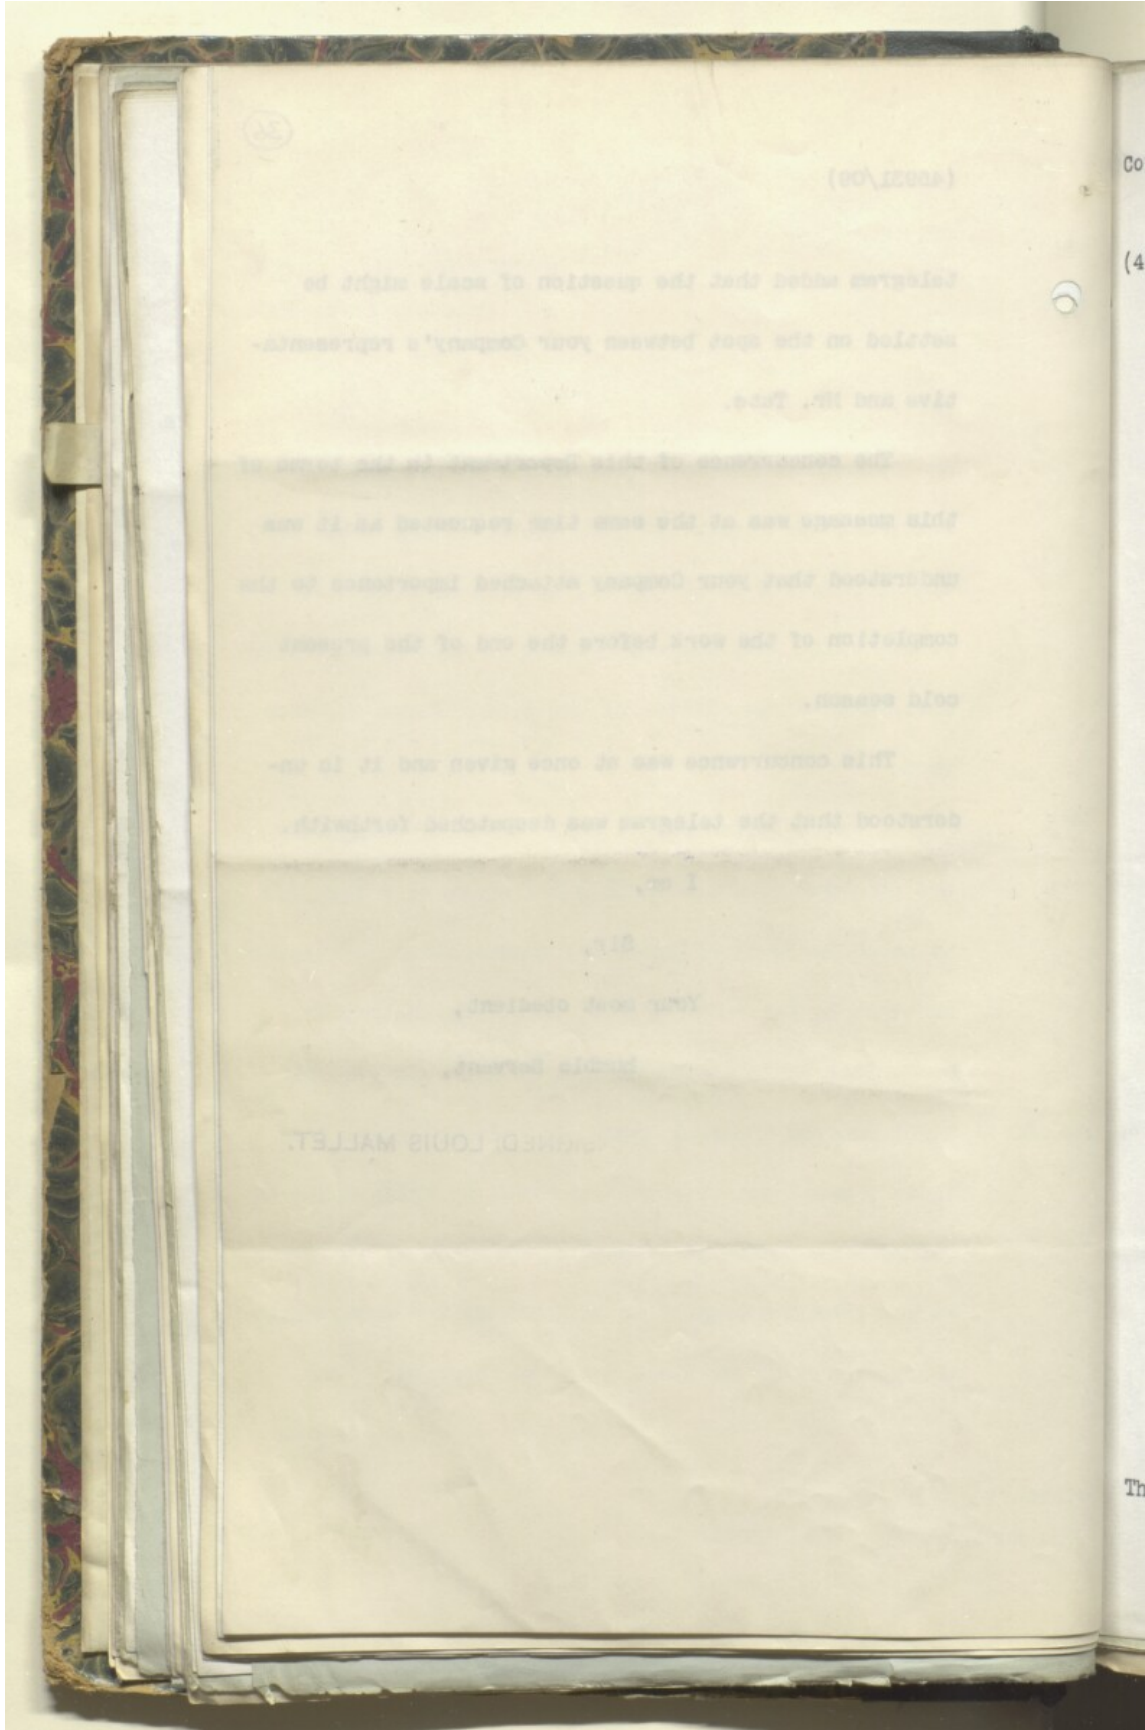 (36)
telegram added that the question of scale might be
settled on the spot between your Company's representa-
tive and Mr.
The concurrence of this Department in the terms of
this message was at the same time requested as it was
understood that your Company attached importance to the
completion of the work before the end of the present
cold season.
This concurrence was at once given and it is un-
derstood that the telegram was despatched forthwith.
I am,
Sir,
Your most obedient,
humble Servant,
SIGNED: LOUIS MALLET.
Co
(4
Th